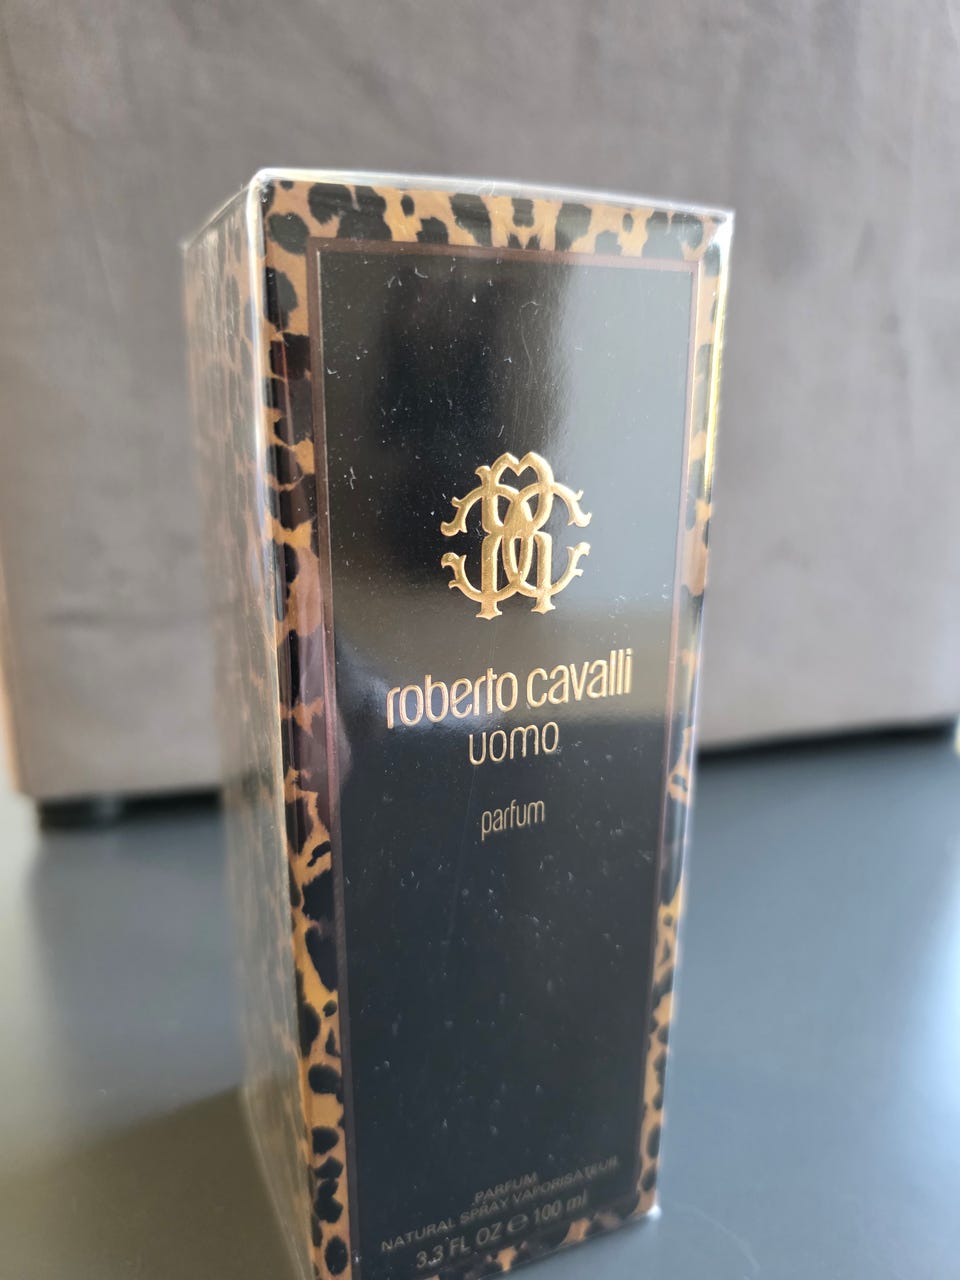 roberto cavalli
uomo
parfum
PARFUM
NATURAL SPRAY VAPORISATEUR
3.3 FL OZ ℮ 100 ml